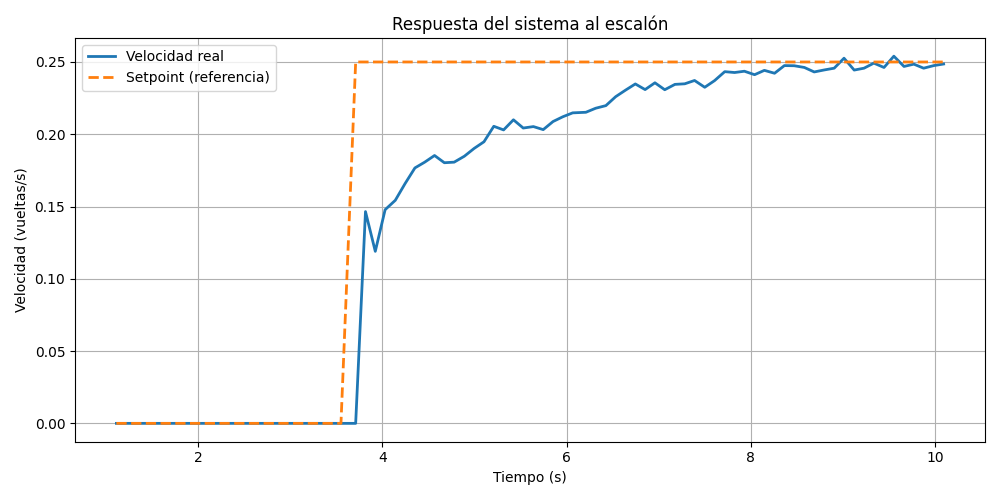 Respuesta del sistema al escalón
Velocidad real
Setpoint (referencia)
0.25
0.20
0.15
0.10
0.05
0.00
Velocidad (vueltas/s)
2 4 6 8 10
Tiempo (s)